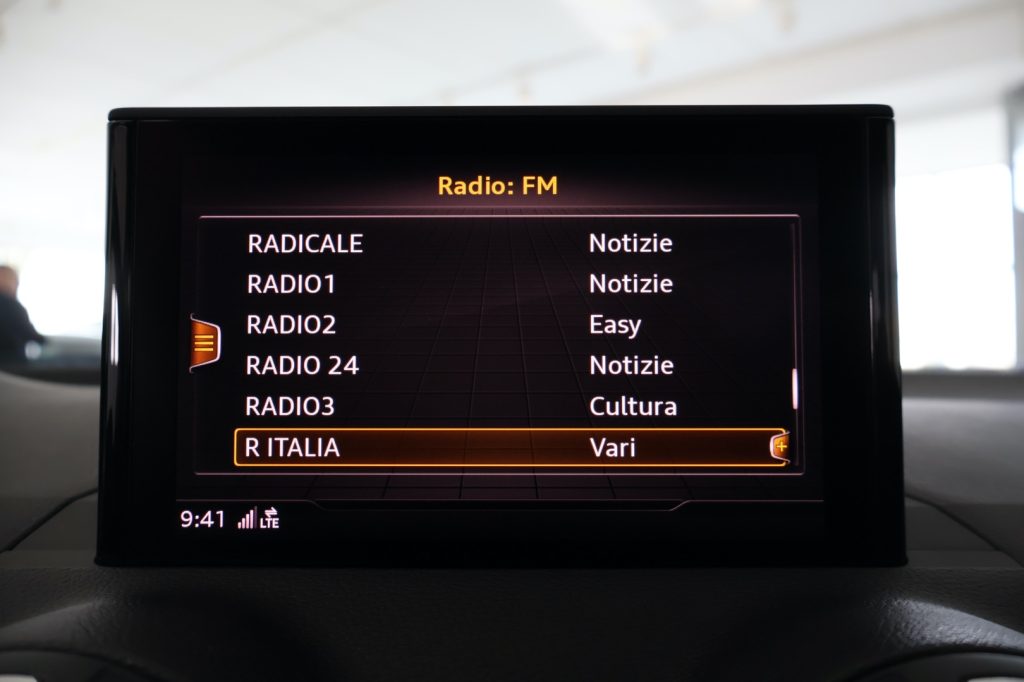 Radio: FM
RADICALE Notizie
RADIO1 Notizie
RADIO2 Easy
RADIO 24 Notizie
RADIO3 Cultura
R ITALIA Vari
9:41 LTE